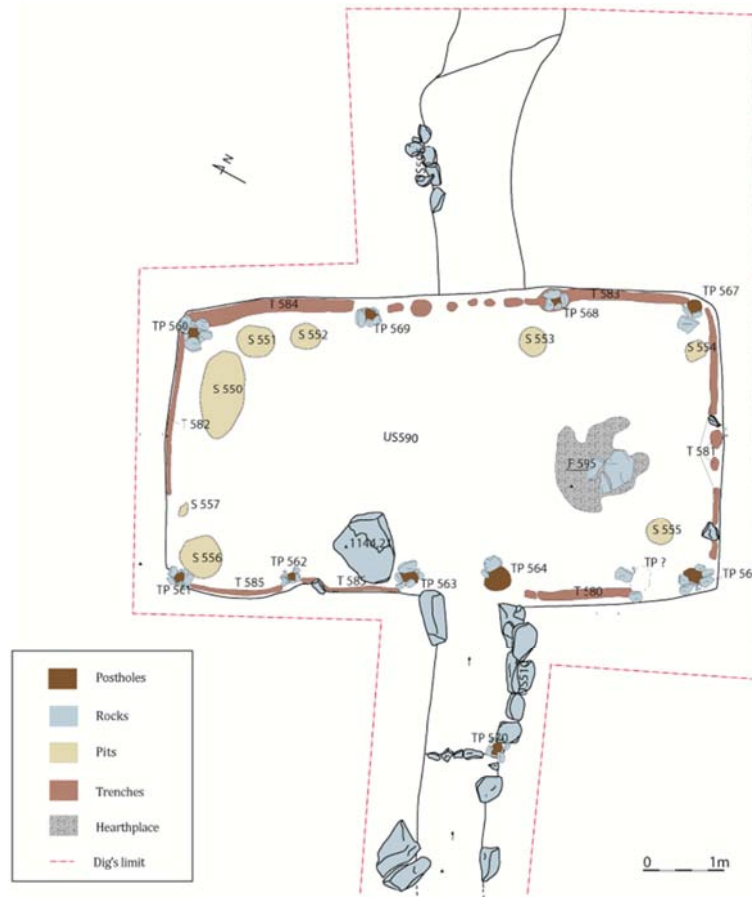 N
T 584
T 583
TP 567
TP 569
TP 568
S 551
S 552
S 553
S 554
S 550
T 582
US590
F 595
T 581
S 557
1144,21
S 555
S 556
TP 562
TP 563
TP 564
TP ?
TP 56
TP 561
T 585
T 585
T 580
TP 570
Postholes
Rocks
Pits
Trenches
Hearthplace
Dig's limit
0 1m